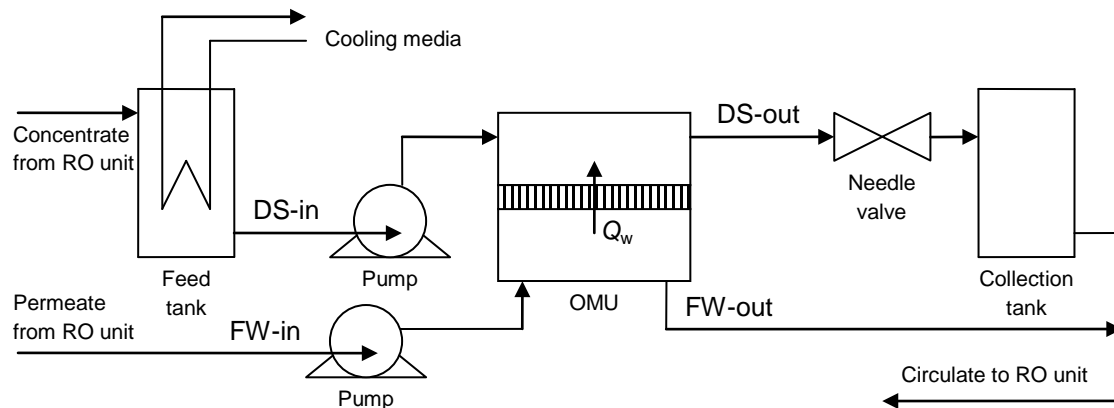 Cooling media
Concentrate
from RO unit
DS-in
Feed
tank
Pump
DS-out
Needle
valve
Q_w
OMU
Collection
tank
Permeate
from RO unit
FW-in
Pump
FW-out
Circulate to RO unit